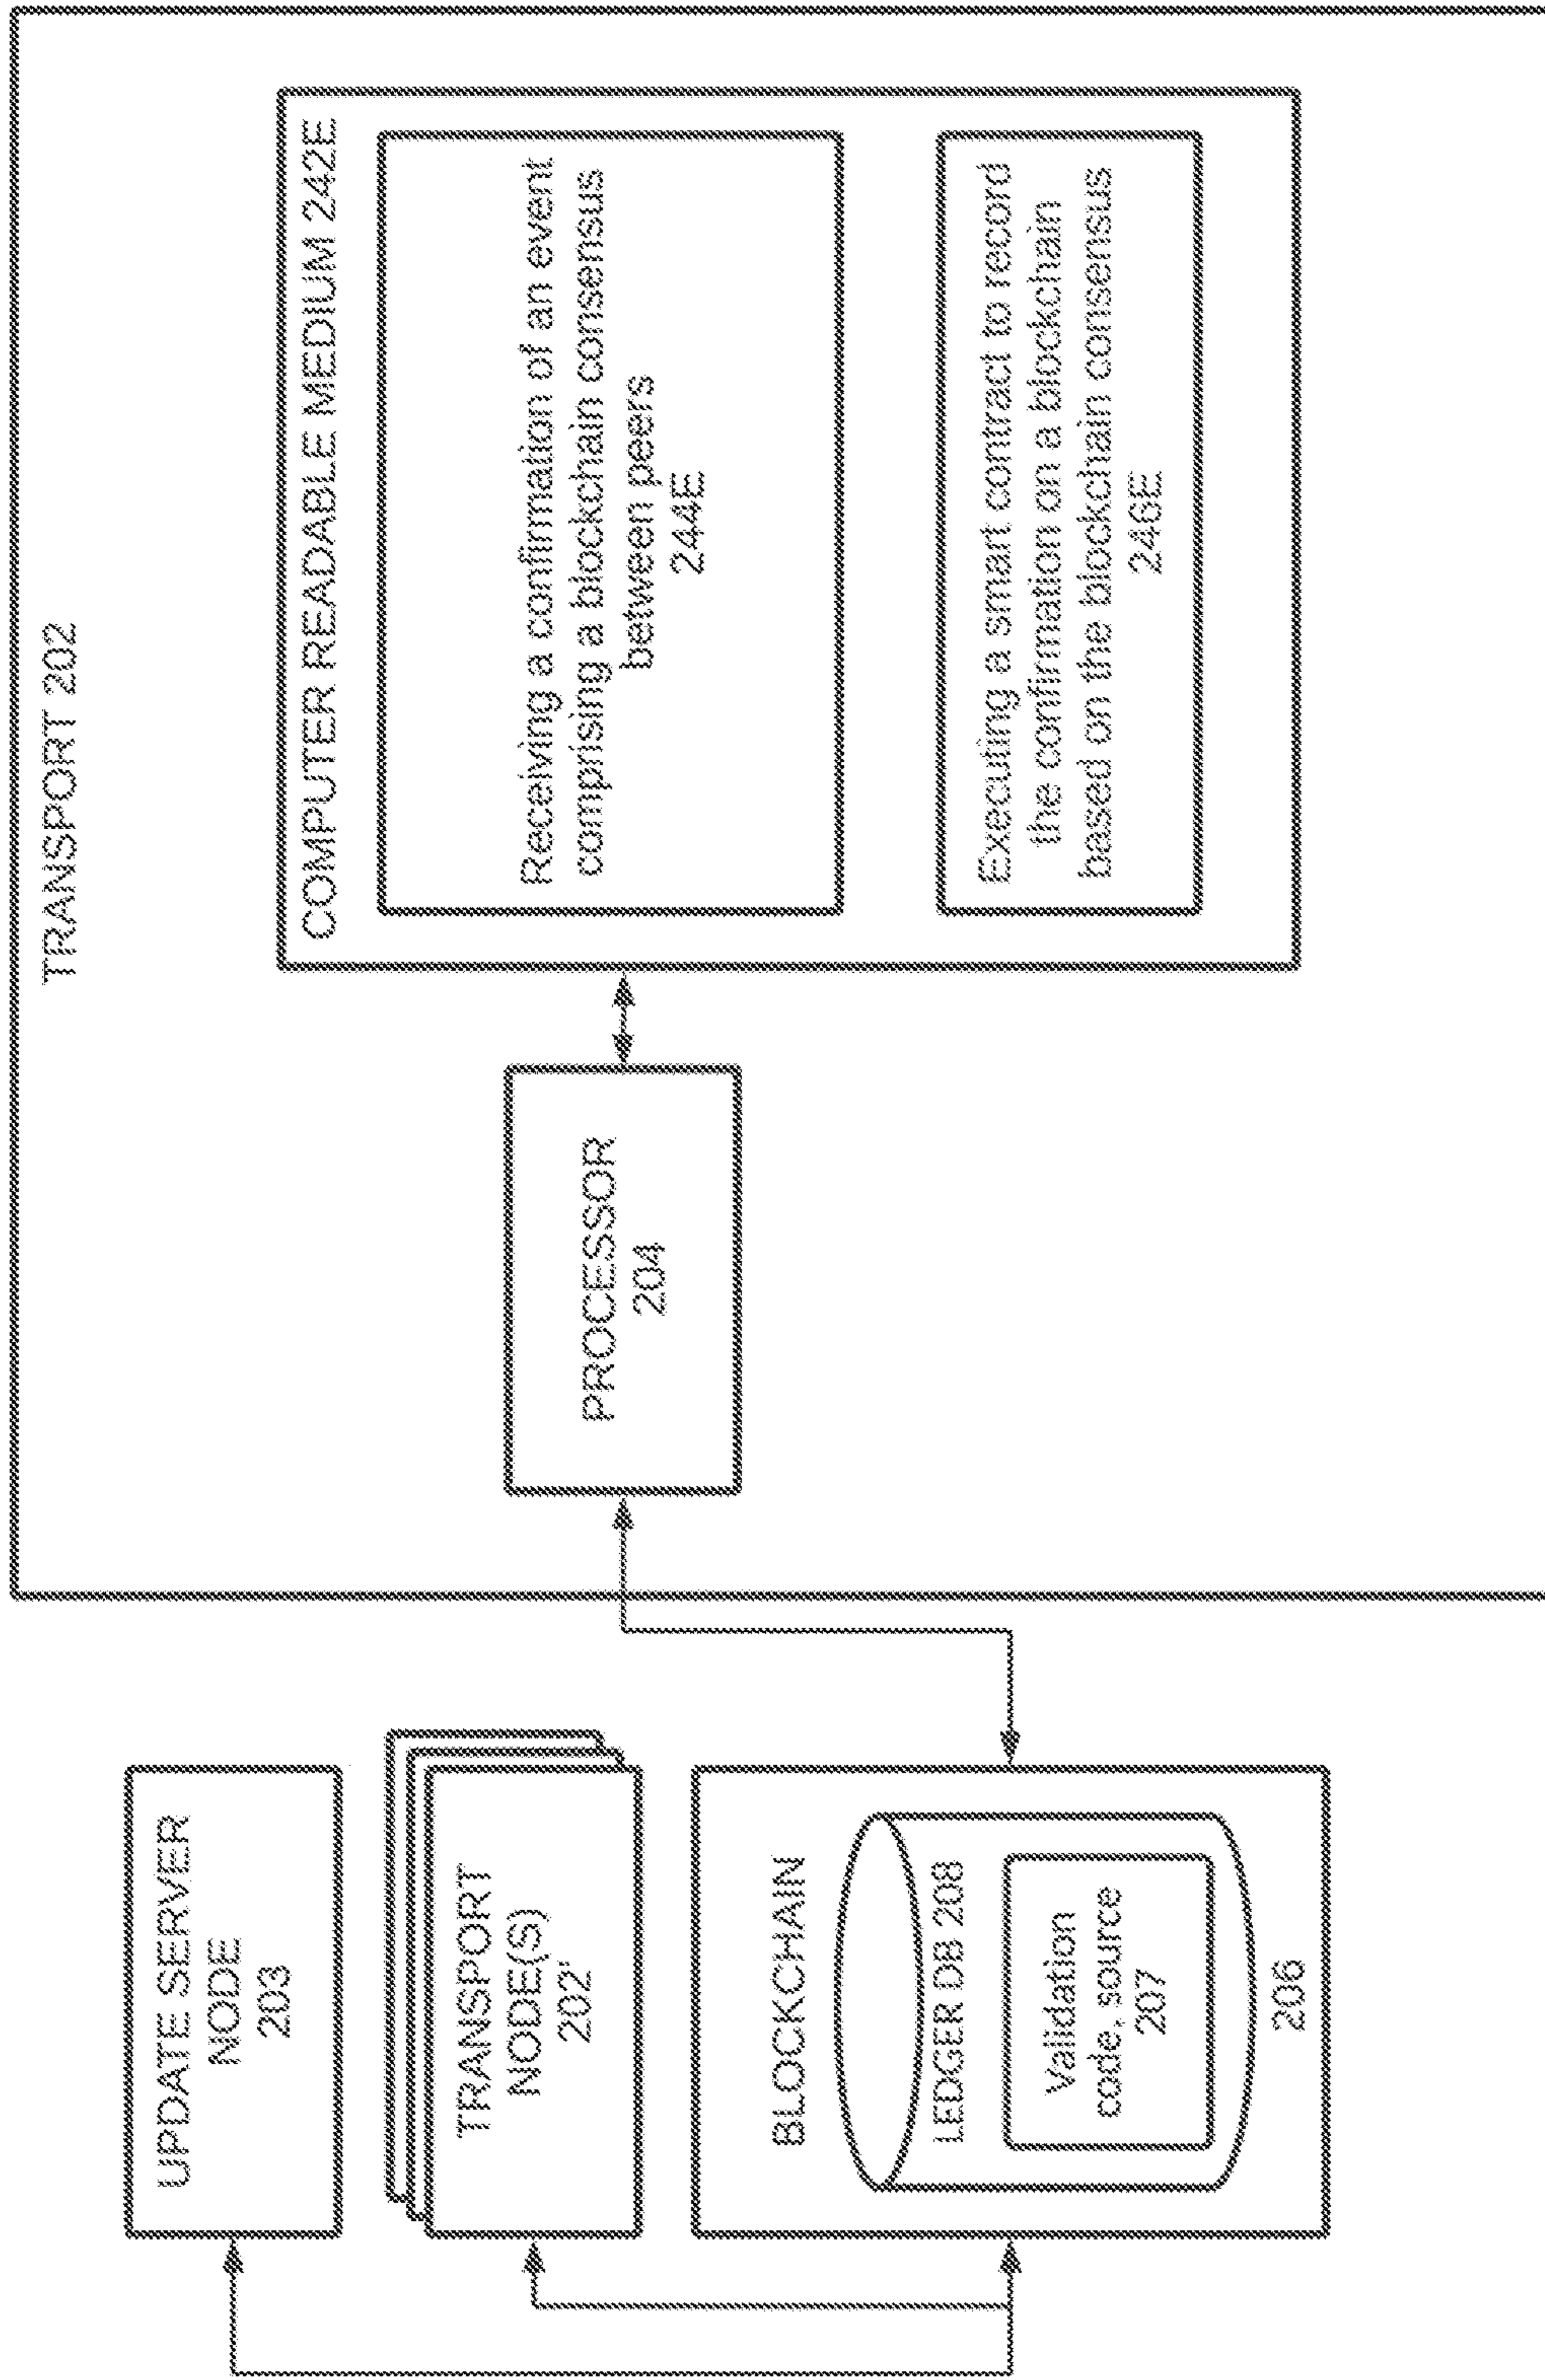 TRANSPORT 202
UPDATE SERVER
NODE
203
TRANSPORT
NODE(S)
202'
BLOCKCHAIN
LEDGER DB 208
Validation
code, source
207
206
PROCESSOR
204
COMPUTER READABLE MEDIUM 242E
Receiving a confirmation of an event
comprising a blockchain consensus
between peers
244E
Executing a smart contract to record
the confirmation on a blockchain
based on the blockchain consensus
246E